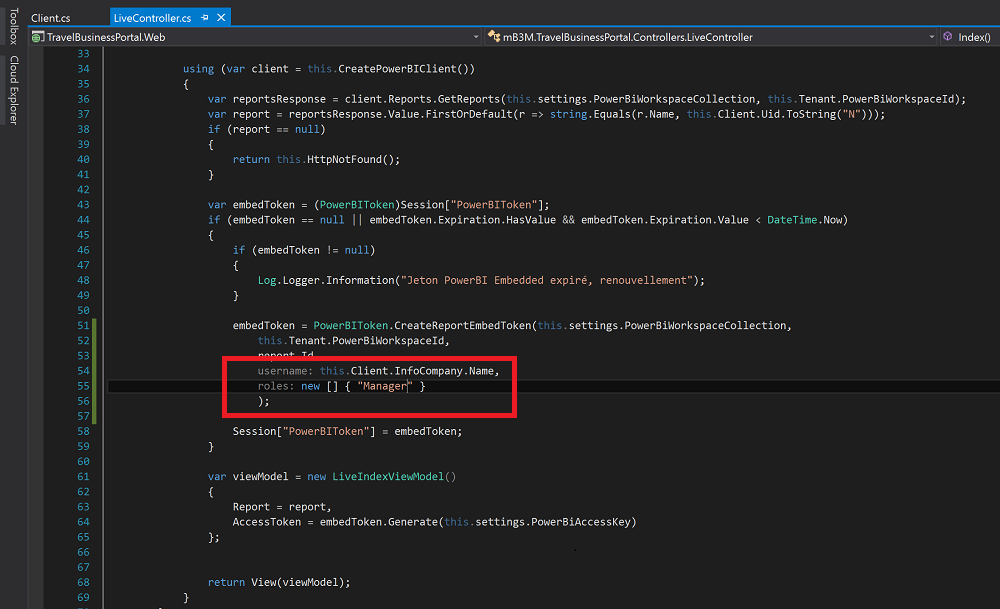 Toolbox
Cloud Explorer
Client.cs
LiveController.cs
TravelBusinessPortal.Web
mB3M.TravelBusinessPortal.Controllers.LiveController
Index()
33
34 using (var client = this.CreatePowerBIClient())
35 {
36 var reportsResponse = client.Reports.GetReports(this.settings.PowerBiWorkspaceCollection, this.Tenant.PowerBiWorkspaceId);
37 var report = reportsResponse.Value.FirstOrDefault(r => string.Equals(r.Name, this.Client.Uid.ToString("N")));
38 if (report == null)
39 {
40 return this.HttpNotFound();
41 }
42
43 var embedToken = (PowerBIToken)Session["PowerBIToken"];
44 if (embedToken == null || embedToken.Expiration.HasValue && embedToken.Expiration.Value < DateTime.Now)
45 {
46 if (embedToken != null)
47 {
48 Log.Logger.Information("Jeton PowerBI Embedded expiré, renouvellement");
49 }
50
51 embedToken = PowerBIToken.CreateReportEmbedToken(this.settings.PowerBiWorkspaceCollection,
52 this.Tenant.PowerBiWorkspaceId,
53 report.Id
54 username: this.Client.InfoCompany.Name,
55 roles: new [] { "Manager" }
56 );
57
58 Session["PowerBIToken"] = embedToken;
59 }
60
61 var viewModel = new LiveIndexViewModel()
62 {
63 Report = report,
64 AccessToken = embedToken.Generate(this.settings.PowerBiAccessKey)
65 };
66
67
68 return View(viewModel);
69 }